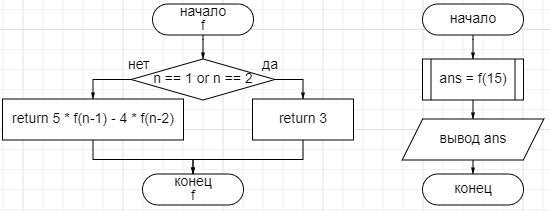 начало
f
нет
да
n == 1 or n == 2
return 5 * f(n-1) - 4 * f(n-2)
return 3
конец
f
начало
ans = f(15)
вывод ans
конец